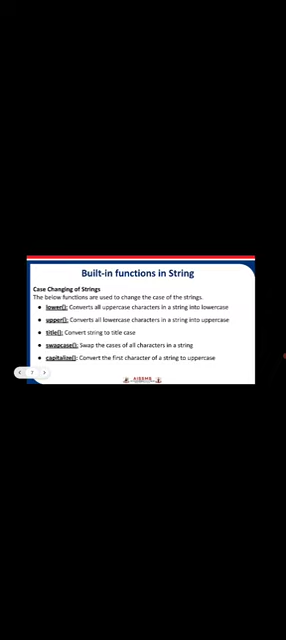 Built-in functions in String
Case Changing of Strings
The below functions are used to change the case of the strings.
• lower(): Converts all uppercase characters in a string into lowercase
• upper(): Converts all lowercase characters in a string into uppercase
• title(): Convert string to title case
• swapcase(): Swap the cases of all characters in a string
• capitalize(): Convert the first character of a string to uppercase
7
AISSMS